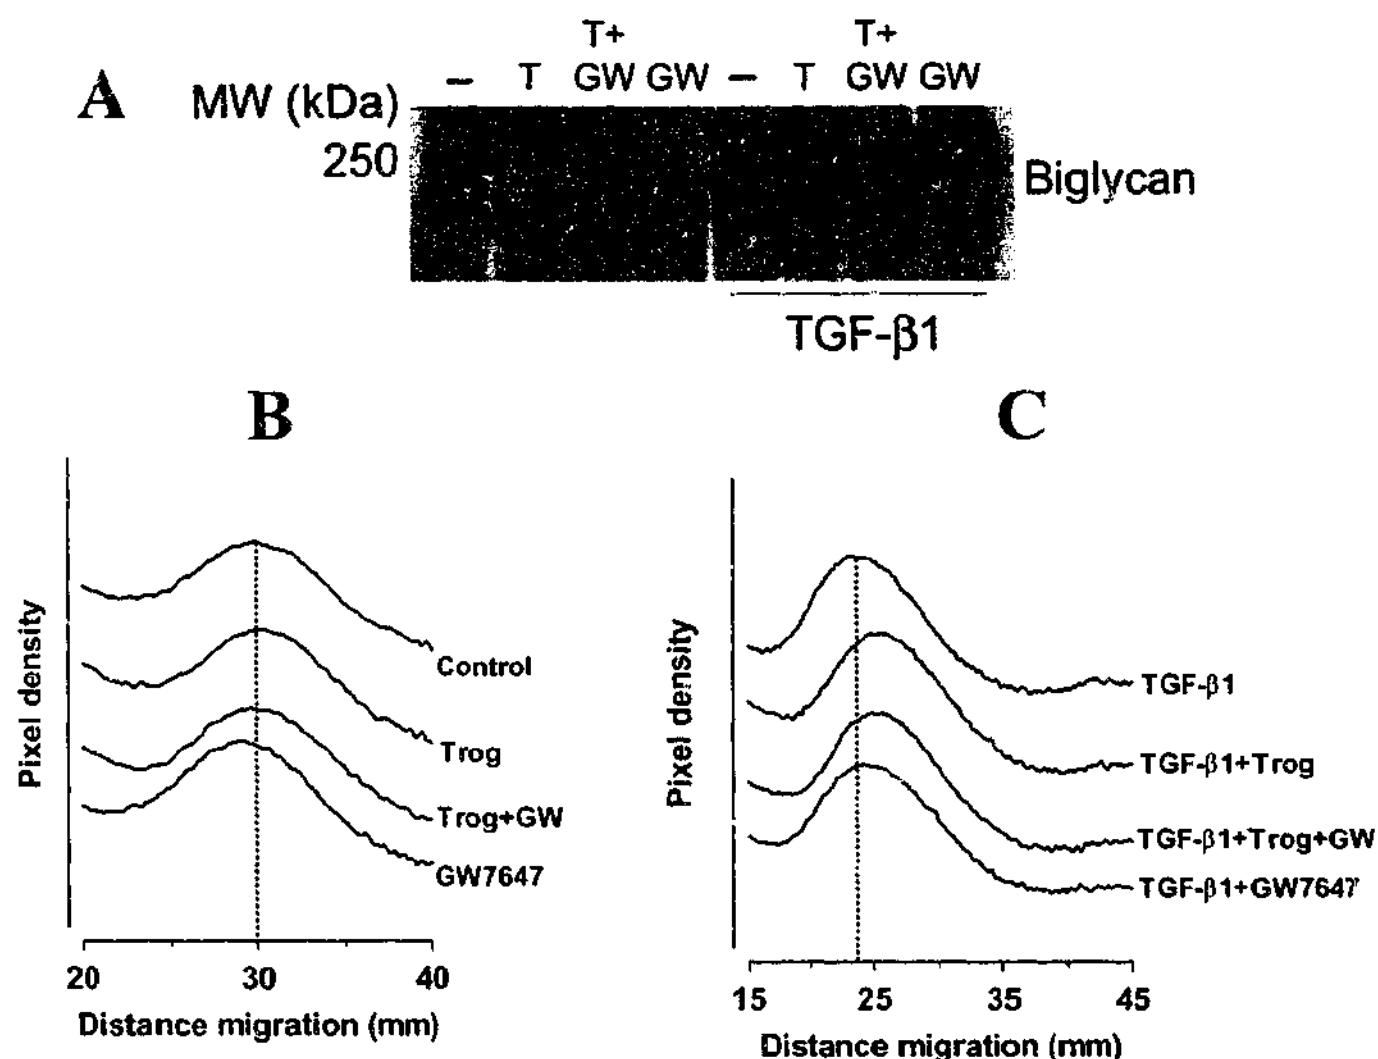 A
MW (kDa)
250
T+
– T GW GW – T GW GW
T+
Biglycan
TGF-β1
B
Pixel density
Control
Trog
Trog+GW
GW7647
20 30 40
Distance migration (mm)
C
Pixel density
TGF-β1
TGF-β1+Trog
TGF-β1+Trog+GW
TGF-β1+GW7647
15 25 35 45
Distance migration (mm)